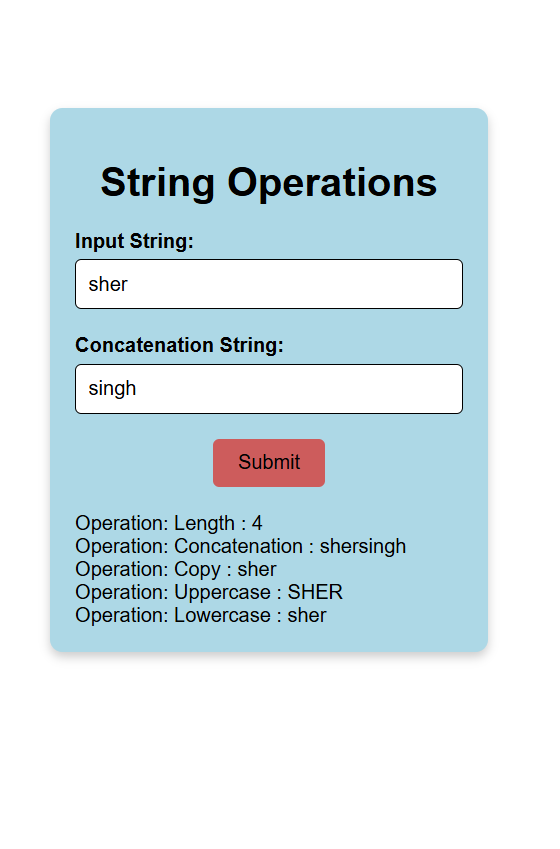 String Operations
Input String:
sher
Concatenation String:
singh
Submit
Operation: Length : 4
Operation: Concatenation : shersingh
Operation: Copy : sher
Operation: Uppercase : SHER
Operation: Lowercase : sher